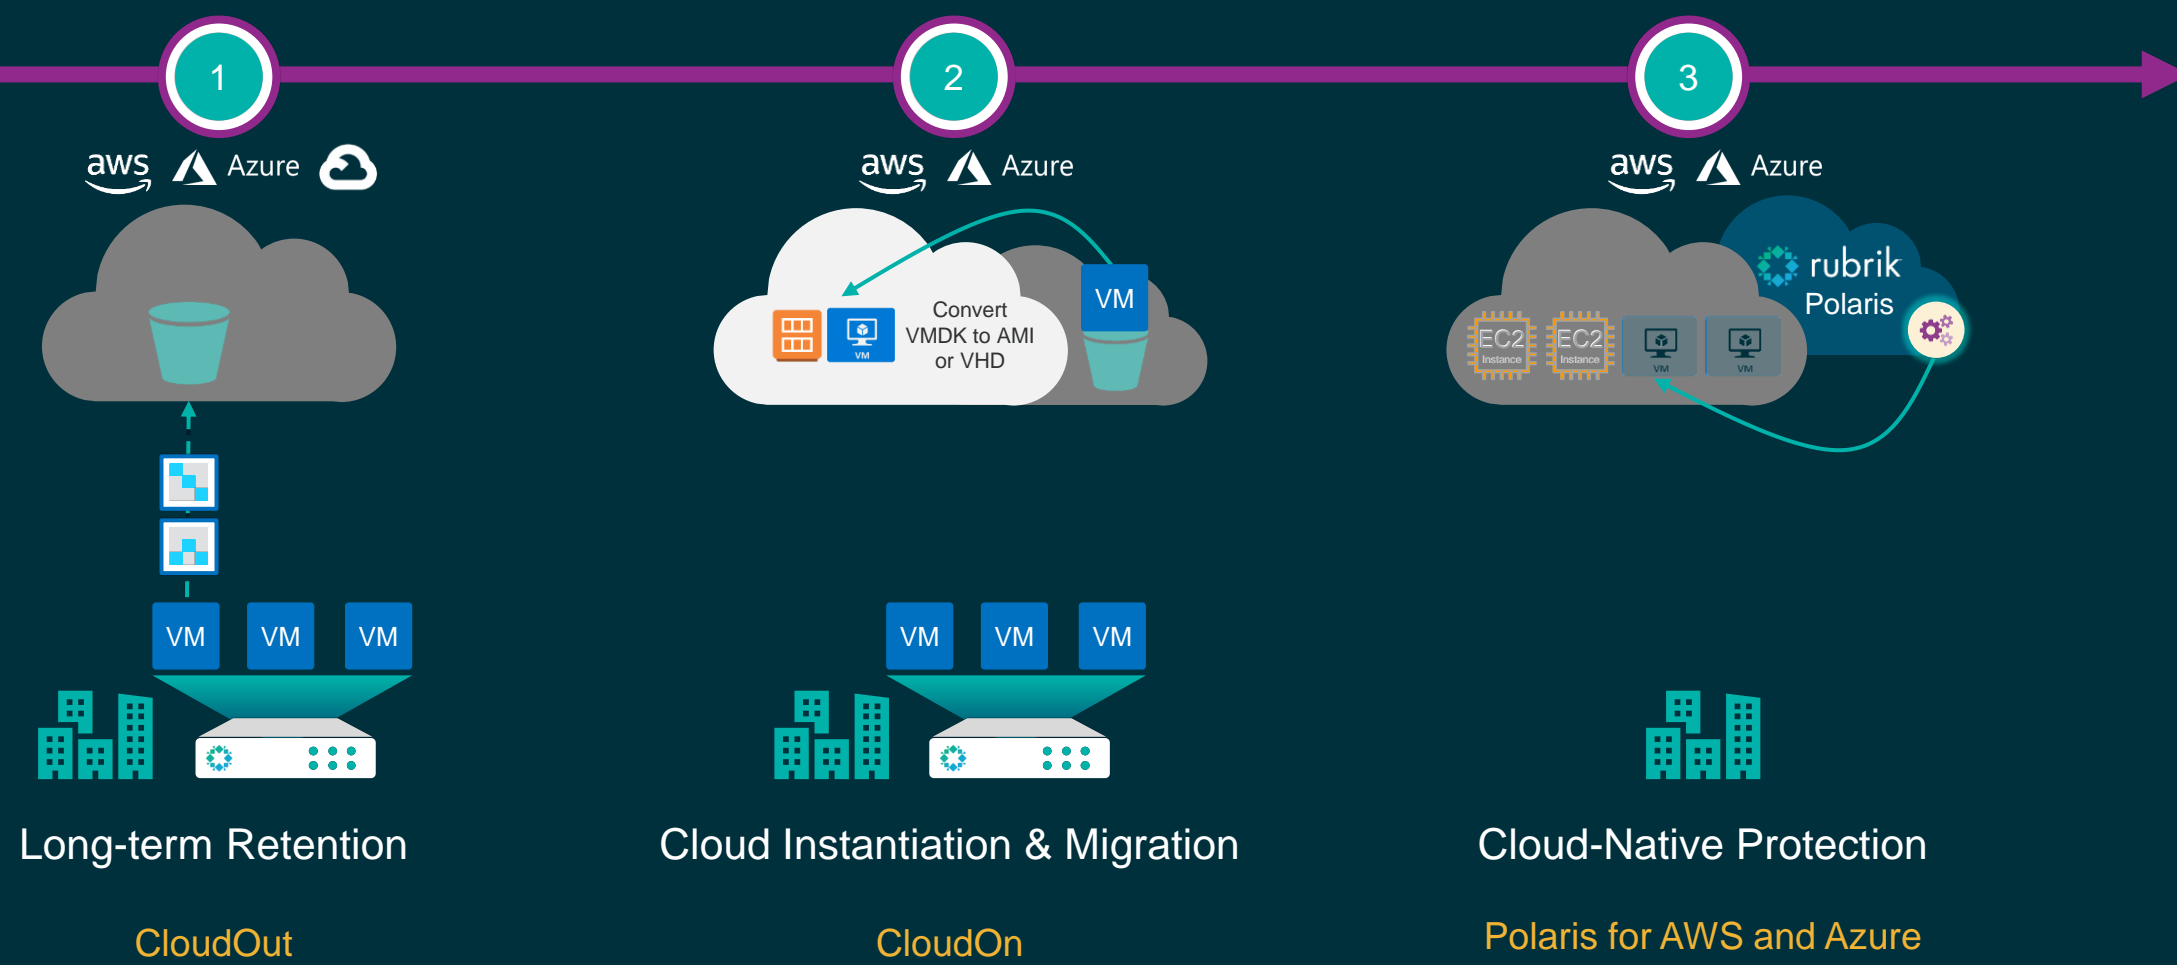 1
2
3
aws Azure
aws Azure
aws Azure
Convert
VMDK to AMI
or VHD
VM
VM
rubrik
Polaris
EC2
Instance
EC2
Instance
VM
VM
VM VM VM
VM VM VM
Long-term Retention
Cloud Instantiation & Migration
Cloud-Native Protection
CloudOut
CloudOn
Polaris for AWS and Azure